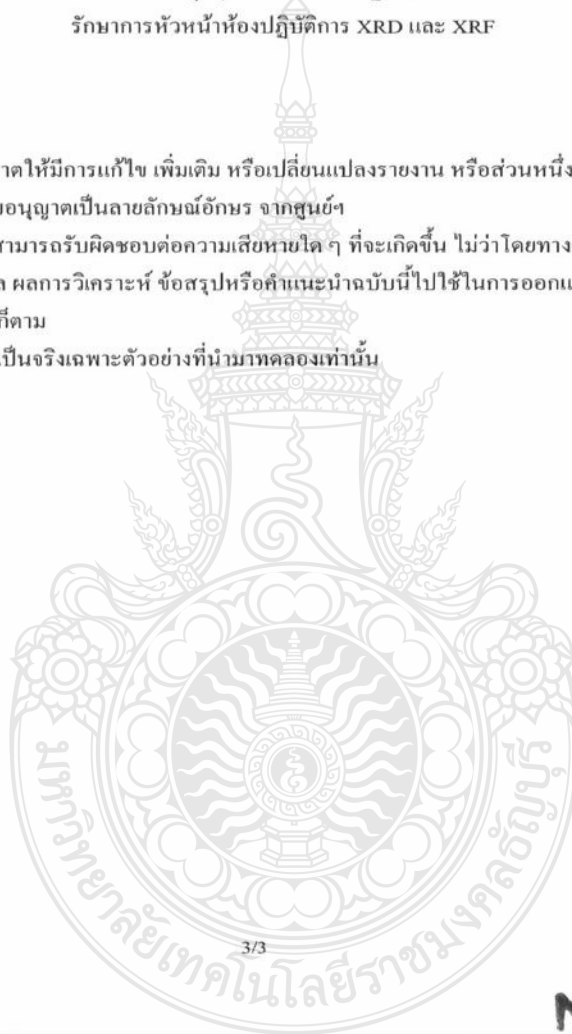 รักษาการหัวหน้าห้องปฏิบัติการ XRD และ XRF
าตให้มีการแก้ไข เพิ่มเติม หรือเปลี่ยนแปลงรายงาน หรือส่วนหนึ่ง
อนุญาตเป็นลายลักษณ์อักษร จากศูนย์ฯ
สามารถรับผิดชอบต่อความเสียหายใด ๆ ที่จะเกิดขึ้น ไม่ว่าโดยทาง
ผลการวิเคราะห์ ข้อสรุปหรือคำแนะนำฉบับนี้ไปใช้ในการออกแ
ก็ตาม
เป็นจริงเฉพาะตัวอย่างที่นำมาทดลองเท่านั้น
มหาวิทยาลัยเทคโนโลยีราชมงคลธัญบุรี
3/3